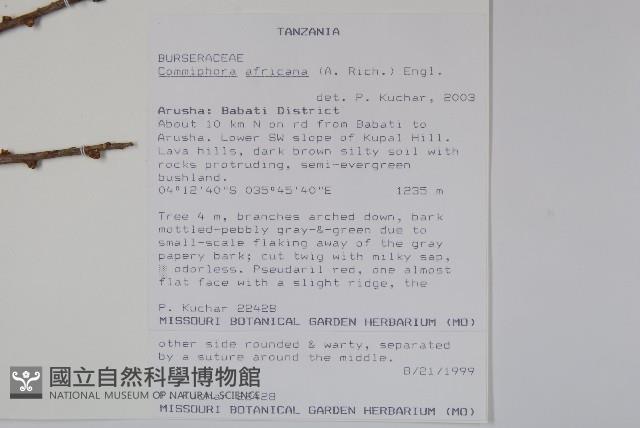 TANZANIA
BURSERACEAE
Commiphora africana (A. Rich.) Engl.
det. P. Kuchar, 2003
Arusha: Babati District
About 10 km N on rd from Babati to
Arusha. Lower SW slope of Kupal Hill.
Lava hills, dark brown silty soil with
rocks protruding, semi-evergreen
bushland.
04°12'40"S 035°45'40"E 1235 m
Tree 4 m, branches arched down, bark
mottled-pebbly gray-&-green due to
small-scale flaking away of the gray
papery bark; cut twig with milky sap,
odorless. Pseudaril red, one almost
flat face with a slight ridge, the
P. Kuchar 22428
MISSOURI BOTANICAL GARDEN HERBARIUM (MO)
other side rounded & warty, separated
by a suture around the middle.
8/21/1999
P. Kuchar 22428
MISSOURI BOTANICAL GARDEN HERBARIUM (MO)
國立自然科學博物館
NATIONAL MUSEUM OF NATURAL SCIENCE